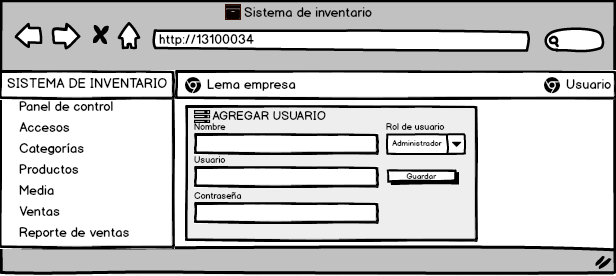 Sistema de inventario
http://13100034
SISTEMA DE INVENTARIO
Lema empresa
Usuario
Panel de control
Accesos
Categorías
Productos
Media
Ventas
Reporte de ventas
AGREGAR USUARIO
Nombre
Rol de usuario
Administrador
Usuario
Guardar
Contraseña